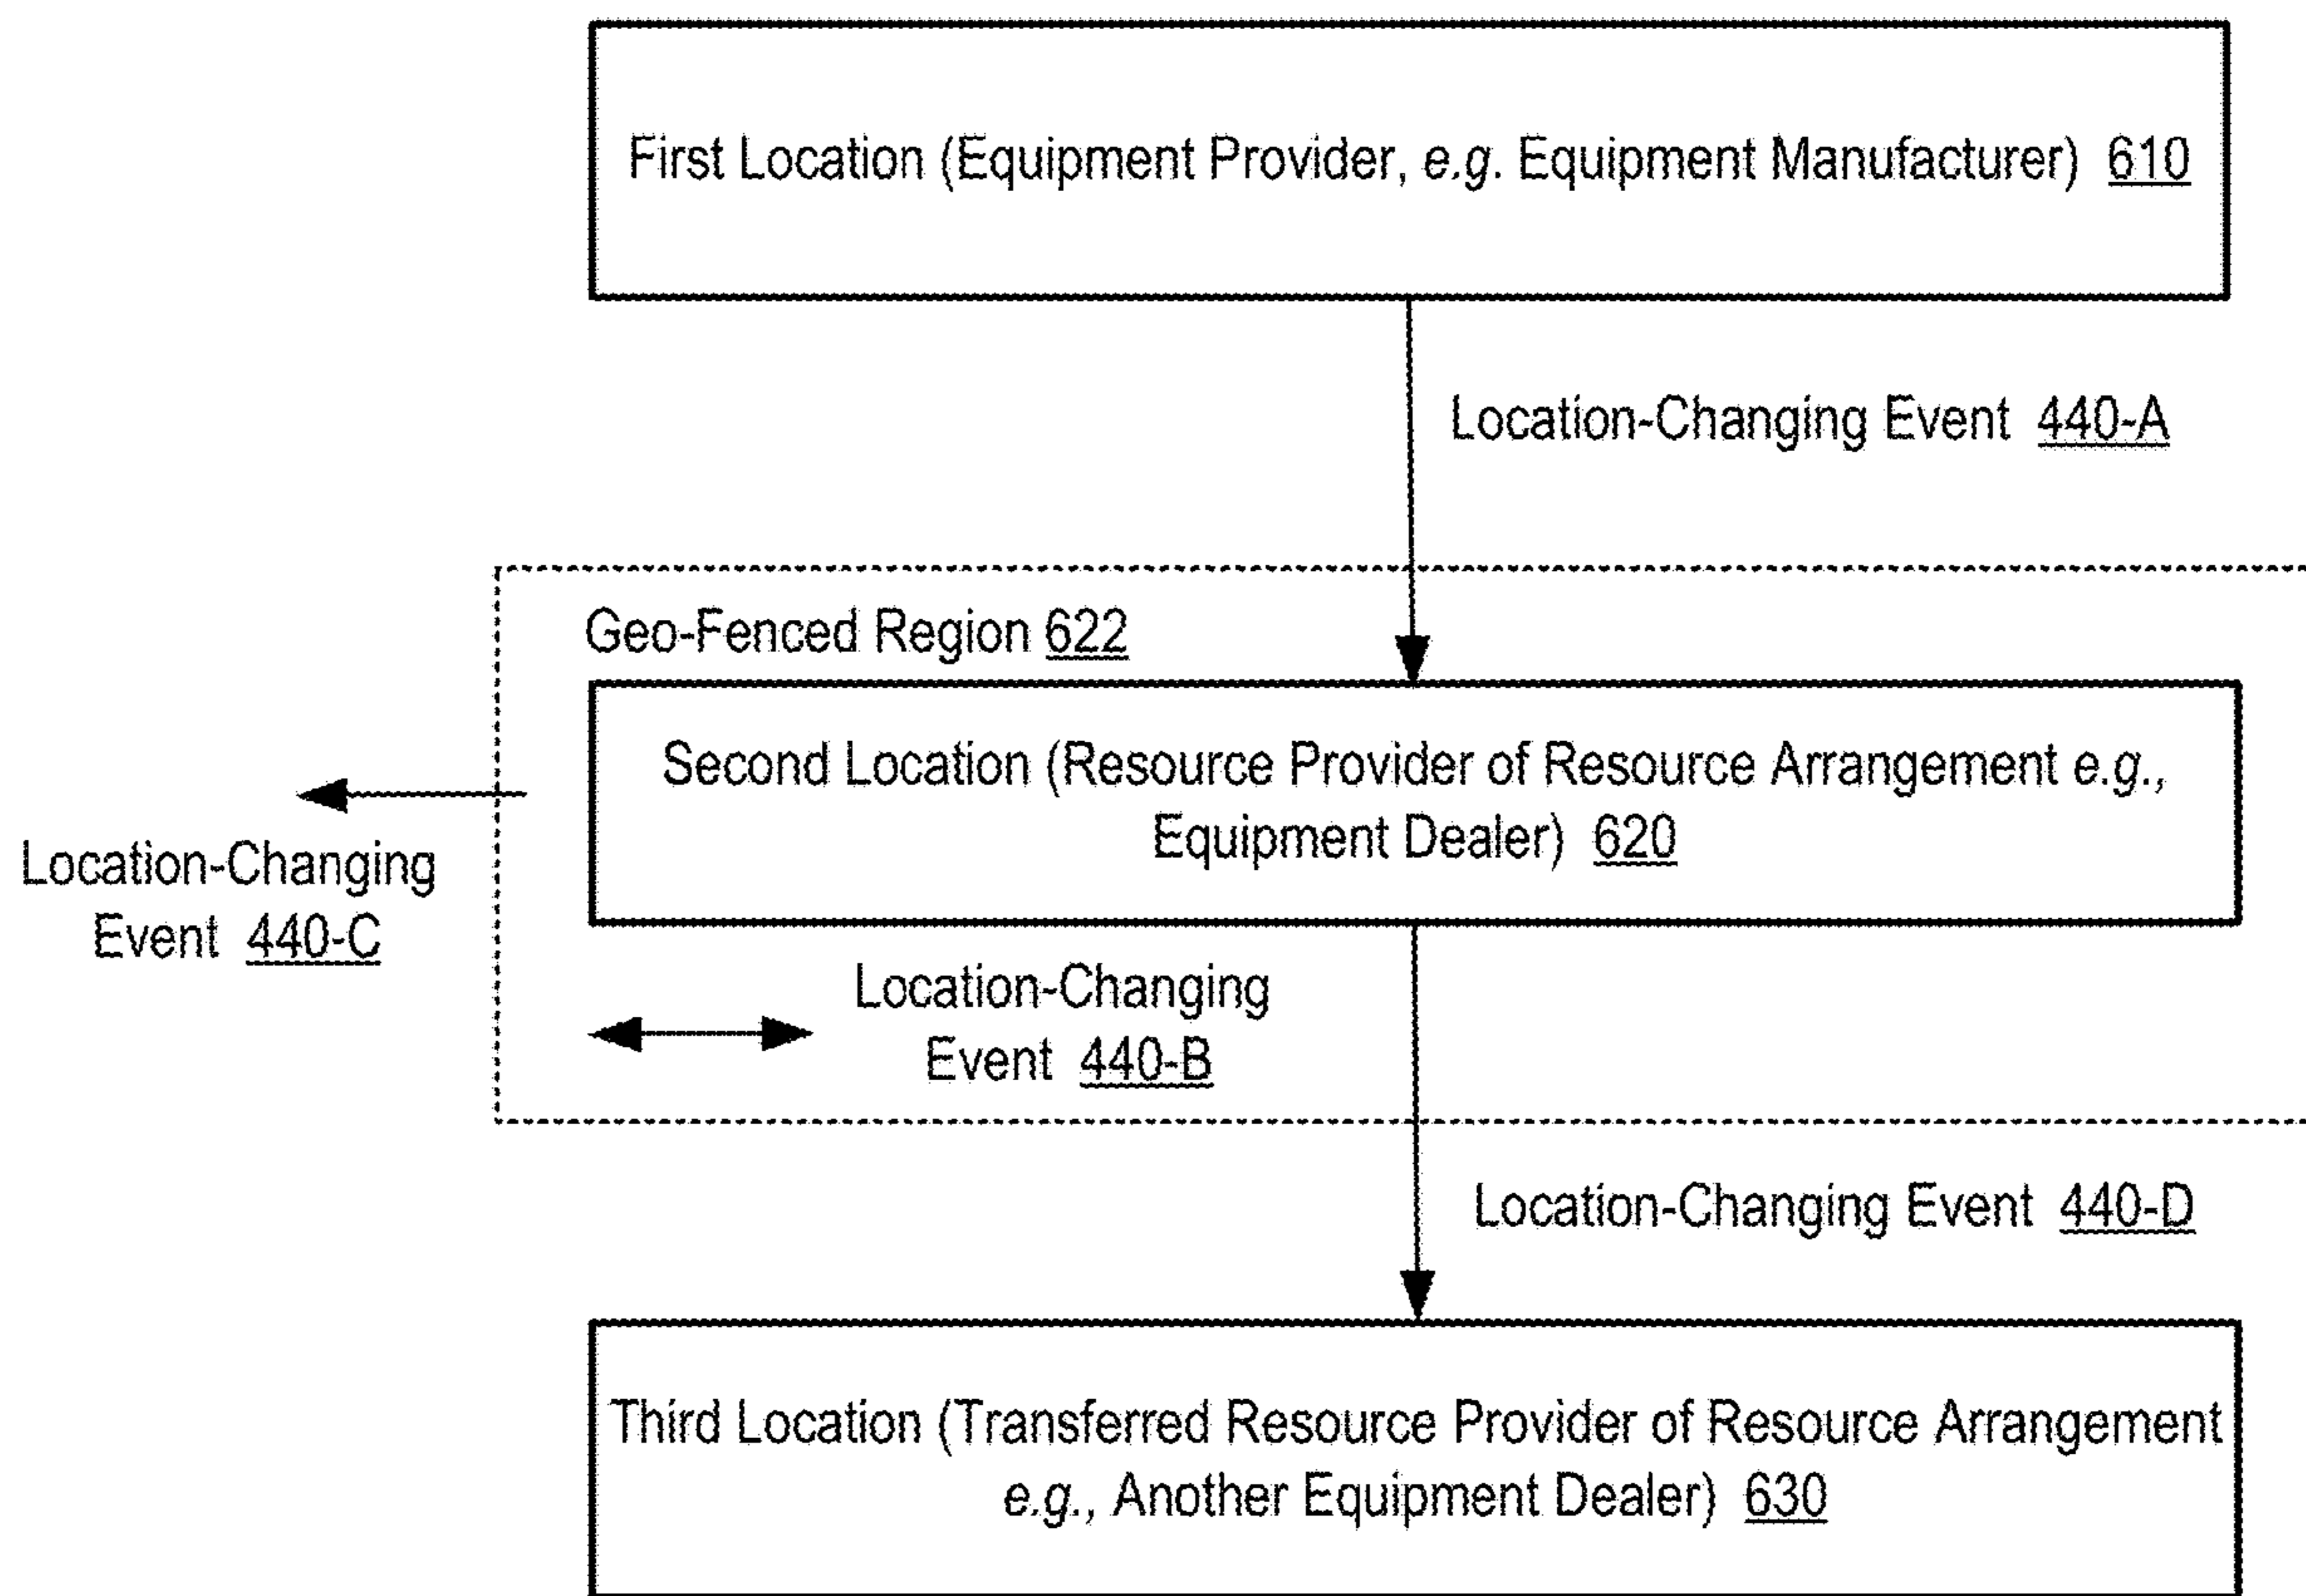 First Location (Equipment Provider, e.g. Equipment Manufacturer) 610
Location-Changing Event 440-A
Geo-Fenced Region 622
Second Location (Resource Provider of Resource Arrangement e.g.,
Equipment Dealer) 620
Location-Changing
Event 440-C
Location-Changing
Event 440-B
Location-Changing Event 440-D
Third Location (Transferred Resource Provider of Resource Arrangement
e.g., Another Equipment Dealer) 630